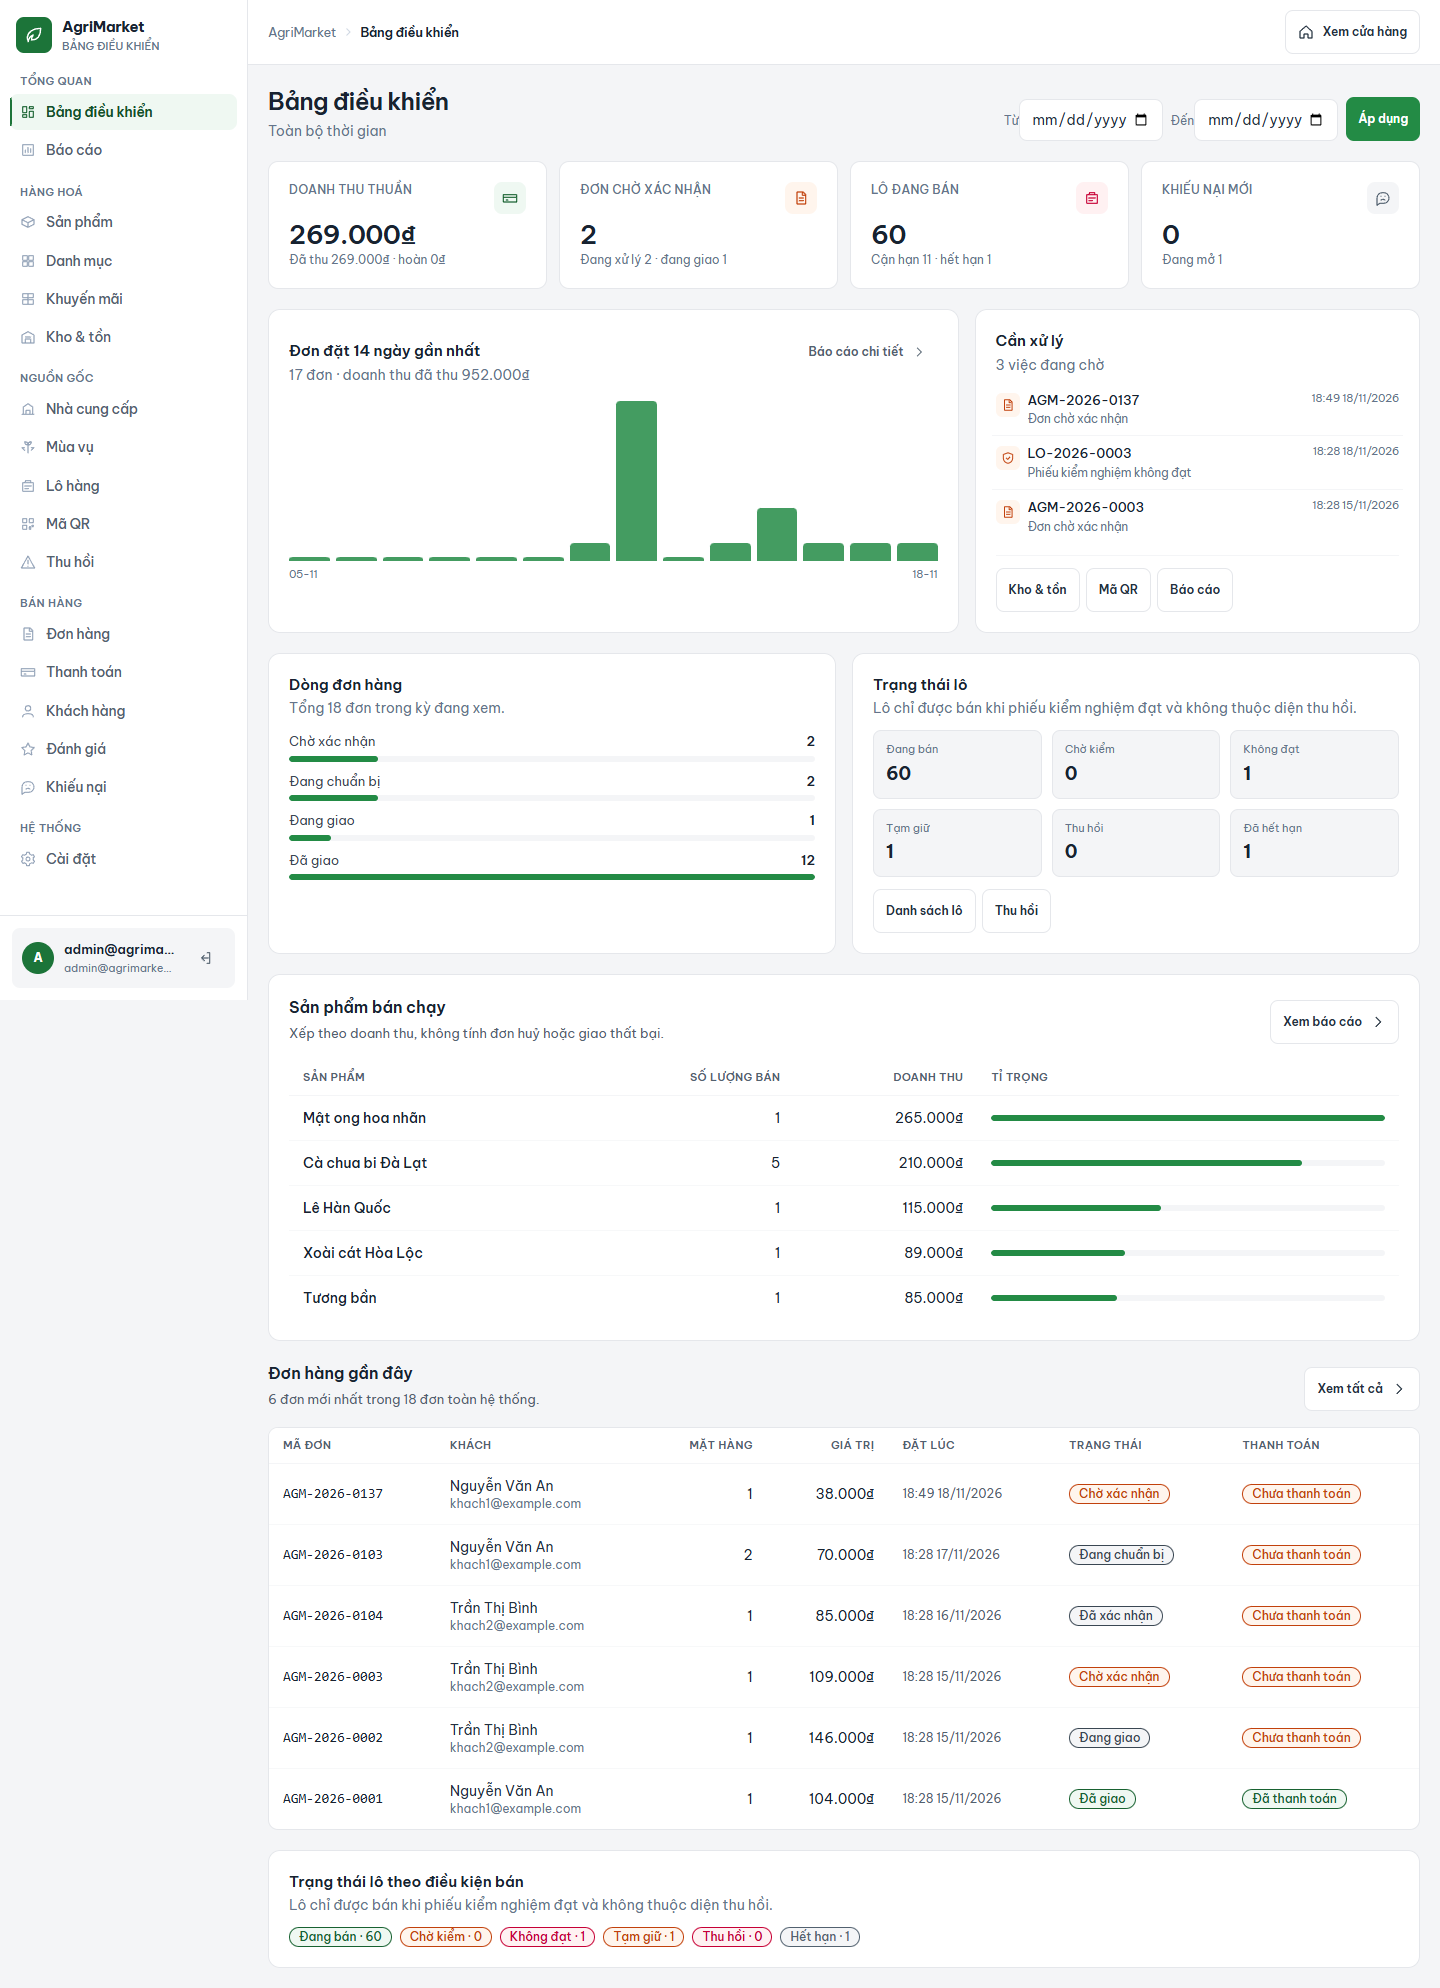 AgriMarket
BẢNG ĐIỀU KHIỂN
TỔNG QUAN
Bảng điều khiển
Báo cáo
HÀNG HOÁ
Sản phẩm
Danh mục
Khuyến mãi
Kho & tồn
NGUỒN GỐC
Nhà cung cấp
Mùa vụ
Lô hàng
Mã QR
Thu hồi
BÁN HÀNG
Đơn hàng
Thanh toán
Khách hàng
Đánh giá
Khiếu nại
HỆ THỐNG
Cài đặt
A
admin@agrima...
admin@agrimarke...
AgriMarket > Bảng điều khiển
Xem cửa hàng
Bảng điều khiển
Toàn bộ thời gian
Từ mm/dd/yyyy Đến mm/dd/yyyy Áp dụng
DOANH THU THUẦN
269.000₫
Đã thu 269.000₫ · hoàn 0₫
ĐƠN CHỜ XÁC NHẬN
2
Đang xử lý 2 · đang giao 1
LÔ ĐANG BÁN
60
Cận hạn 11 · hết hạn 1
KHIẾU NẠI MỚI
0
Đang mở 1
Đơn đặt 14 ngày gần nhất
17 đơn · doanh thu đã thu 952.000₫
Báo cáo chi tiết
05-11 18-11
Cần xử lý
3 việc đang chờ
AGM-2026-0137 18:49 18/11/2026
Đơn chờ xác nhận
LO-2026-0003 18:28 18/11/2026
Phiếu kiểm nghiệm không đạt
AGM-2026-0003 18:28 15/11/2026
Đơn chờ xác nhận
Kho & tồn Mã QR Báo cáo
Dòng đơn hàng
Tổng 18 đơn trong kỳ đang xem.
Chờ xác nhận 2
Đang chuẩn bị 2
Đang giao 1
Đã giao 12
Trạng thái lô
Lô chỉ được bán khi phiếu kiểm nghiệm đạt và không thuộc diện thu hồi.
Đang bán Chờ kiểm Không đạt
60 0 1
Tạm giữ Thu hồi Đã hết hạn
1 0 1
Danh sách lô Thu hồi
Sản phẩm bán chạy
Xếp theo doanh thu, không tính đơn huỷ hoặc giao thất bại.
Xem báo cáo
SẢN PHẨM SỐ LƯỢNG BÁN DOANH THU TỈ TRỌNG
Mật ong hoa nhãn 1 265.000₫
Cà chua bi Đà Lạt 5 210.000₫
Lê Hàn Quốc 1 115.000₫
Xoài cát Hòa Lộc 1 89.000₫
Tương bần 1 85.000₫
Đơn hàng gần đây
6 đơn mới nhất trong 18 đơn toàn hệ thống.
Xem tất cả
MÃ ĐƠN KHÁCH MẶT HÀNG GIÁ TRỊ ĐẶT LÚC TRẠNG THÁI THANH TOÁN
AGM-2026-0137 Nguyễn Văn An 1 38.000₫ 18:49 18/11/2026 Chờ xác nhận Chưa thanh toán
khach1@example.com
AGM-2026-0103 Nguyễn Văn An 2 70.000₫ 18:28 17/11/2026 Đang chuẩn bị Chưa thanh toán
khach1@example.com
AGM-2026-0104 Trần Thị Bình 1 85.000₫ 18:28 16/11/2026 Đã xác nhận Chưa thanh toán
khach2@example.com
AGM-2026-0003 Trần Thị Bình 1 109.000₫ 18:28 15/11/2026 Chờ xác nhận Chưa thanh toán
khach2@example.com
AGM-2026-0002 Trần Thị Bình 1 146.000₫ 18:28 15/11/2026 Đang giao Chưa thanh toán
khach2@example.com
AGM-2026-0001 Nguyễn Văn An 1 104.000₫ 18:28 15/11/2026 Đã giao Đã thanh toán
khach1@example.com
Trạng thái lô theo điều kiện bán
Lô chỉ được bán khi phiếu kiểm nghiệm đạt và không thuộc diện thu hồi.
Đang bán · 60 Chờ kiểm · 0 Không đạt · 1 Tạm giữ · 1 Thu hồi · 0 Hết hạn · 1